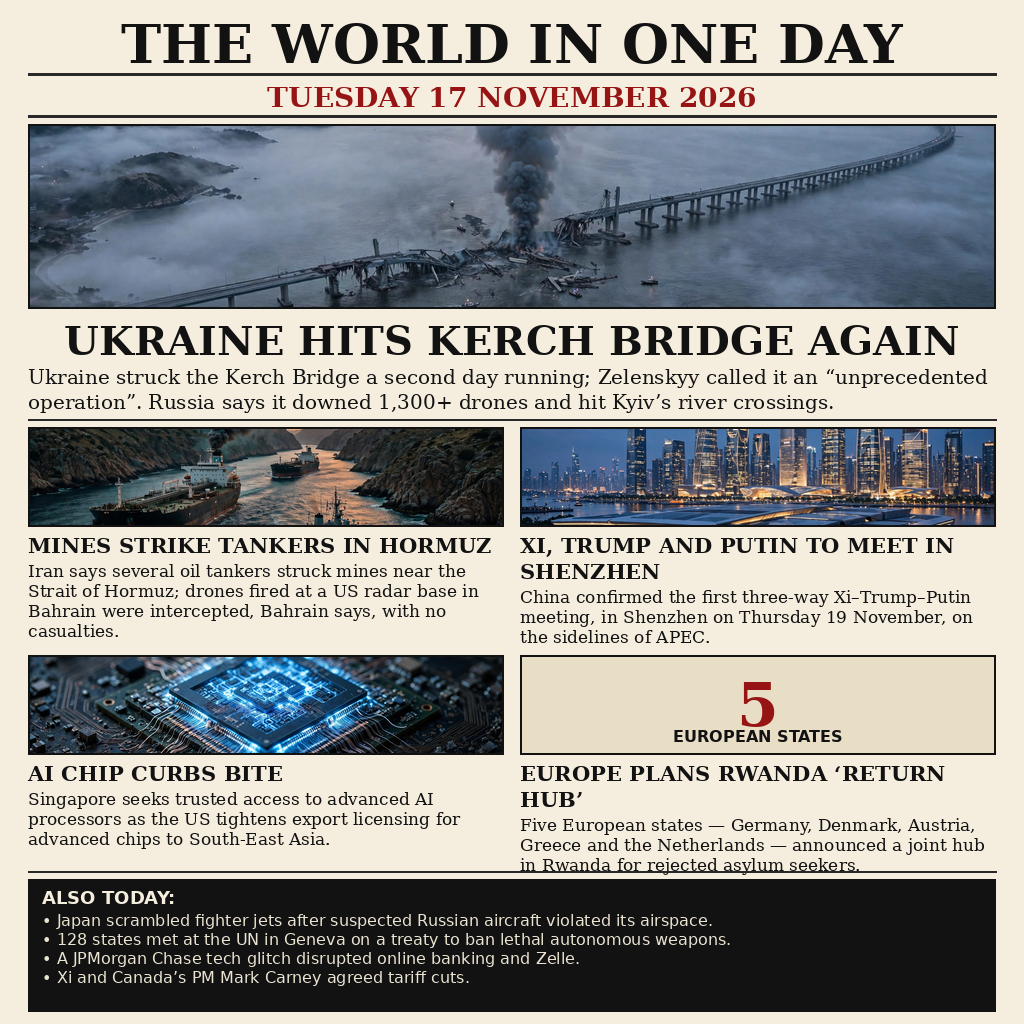 THE WORLD IN ONE DAY
TUESDAY 17 NOVEMBER 2026
UKRAINE HITS KERCH BRIDGE AGAIN
Ukraine struck the Kerch Bridge a second day running; Zelenskyy called it an “unprecedented
operation”. Russia says it downed 1,300+ drones and hit Kyiv’s river crossings.
MINES STRIKE TANKERS IN HORMUZ
Iran says several oil tankers struck mines near the
Strait of Hormuz; drones fired at a US radar base in
Bahrain were intercepted, Bahrain says, with no
casualties.
XI, TRUMP AND PUTIN TO MEET IN
SHENZHEN
China confirmed the first three-way Xi–Trump–Putin
meeting, in Shenzhen on Thursday 19 November, on
the sidelines of APEC.
AI CHIP CURBS BITE
Singapore seeks trusted access to advanced AI
processors as the US tightens export licensing for
advanced chips to South-East Asia.
5
EUROPEAN STATES
EUROPE PLANS RWANDA ‘RETURN
HUB’
Five European states — Germany, Denmark, Austria,
Greece and the Netherlands — announced a joint hub
in Rwanda for rejected asylum seekers.
ALSO TODAY:
• Japan scrambled fighter jets after suspected Russian aircraft violated its airspace.
• 128 states met at the UN in Geneva on a treaty to ban lethal autonomous weapons.
• A JPMorgan Chase tech glitch disrupted online banking and Zelle.
• Xi and Canada’s PM Mark Carney agreed tariff cuts.